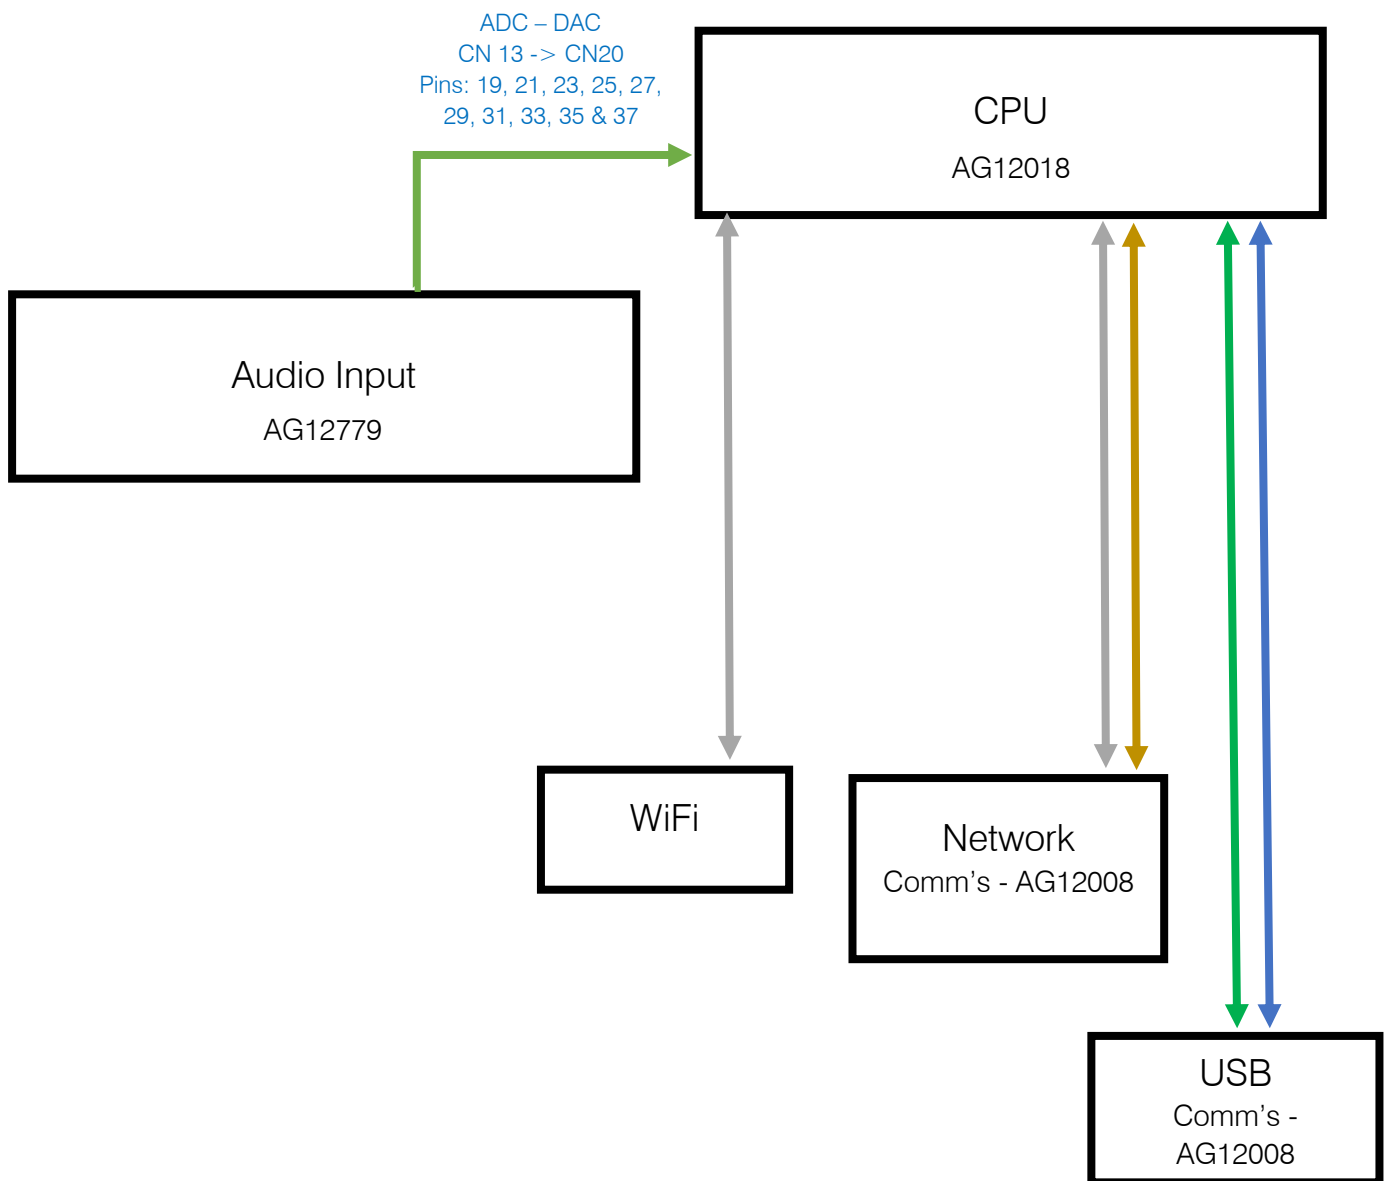 ADC – DAC
CN 13 -> CN20
Pins: 19, 21, 23, 25, 27,
29, 31, 33, 35 & 37
CPU
AG12018
Audio Input
AG12779
WiFi
Network
Comm’s - AG12008
USB
Comm’s -
AG12008